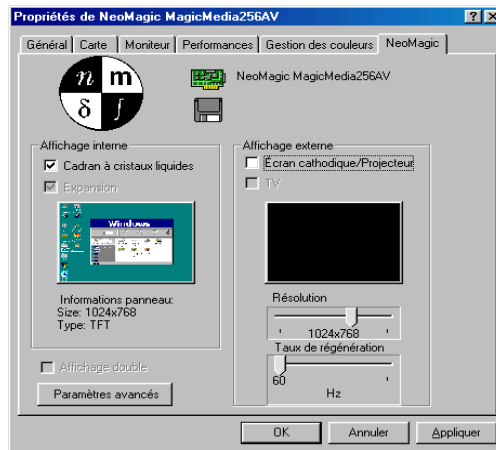 Propriétés de NeoMagic MagicMedia256AV
Général Carte Moniteur Performances Gestion des couleurs NeoMagic
n m
δ ∫
NeoMagic MagicMedia256AV
Affichage interne
Cadran à cristaux liquides
Expansion
Windows
Informations panneau:
Size: 1024x768
Type: TFT
Affichage double
Paramètres avancés
Affichage externe
Écran cathodique/Projecteur
TV
Résolution
1024x768
Taux de régénération
60
Hz
OK Annuler Appliquer